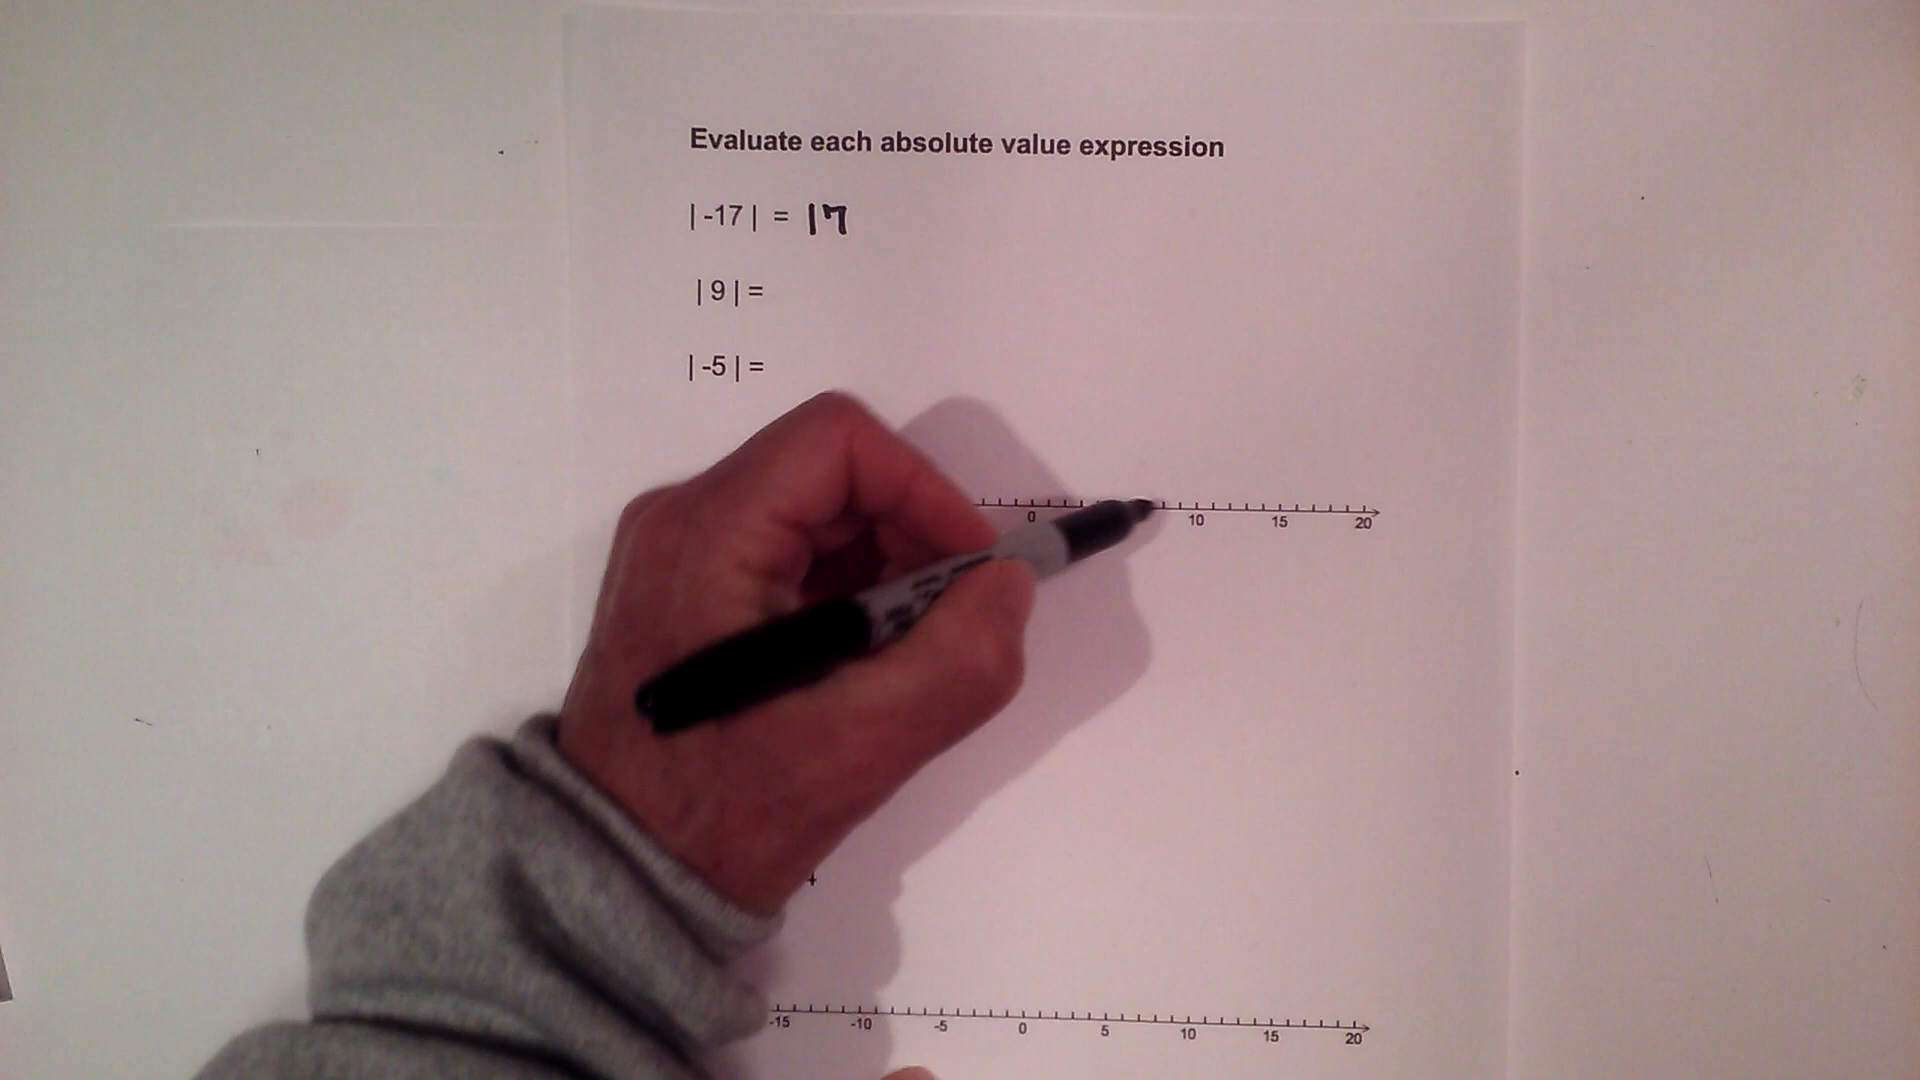 Evaluate each absolute value expression
| -17 | = 17
| 9 | =
| -5 | =
0 10 15 20
-15 -10 -5 0 5 10 15 20